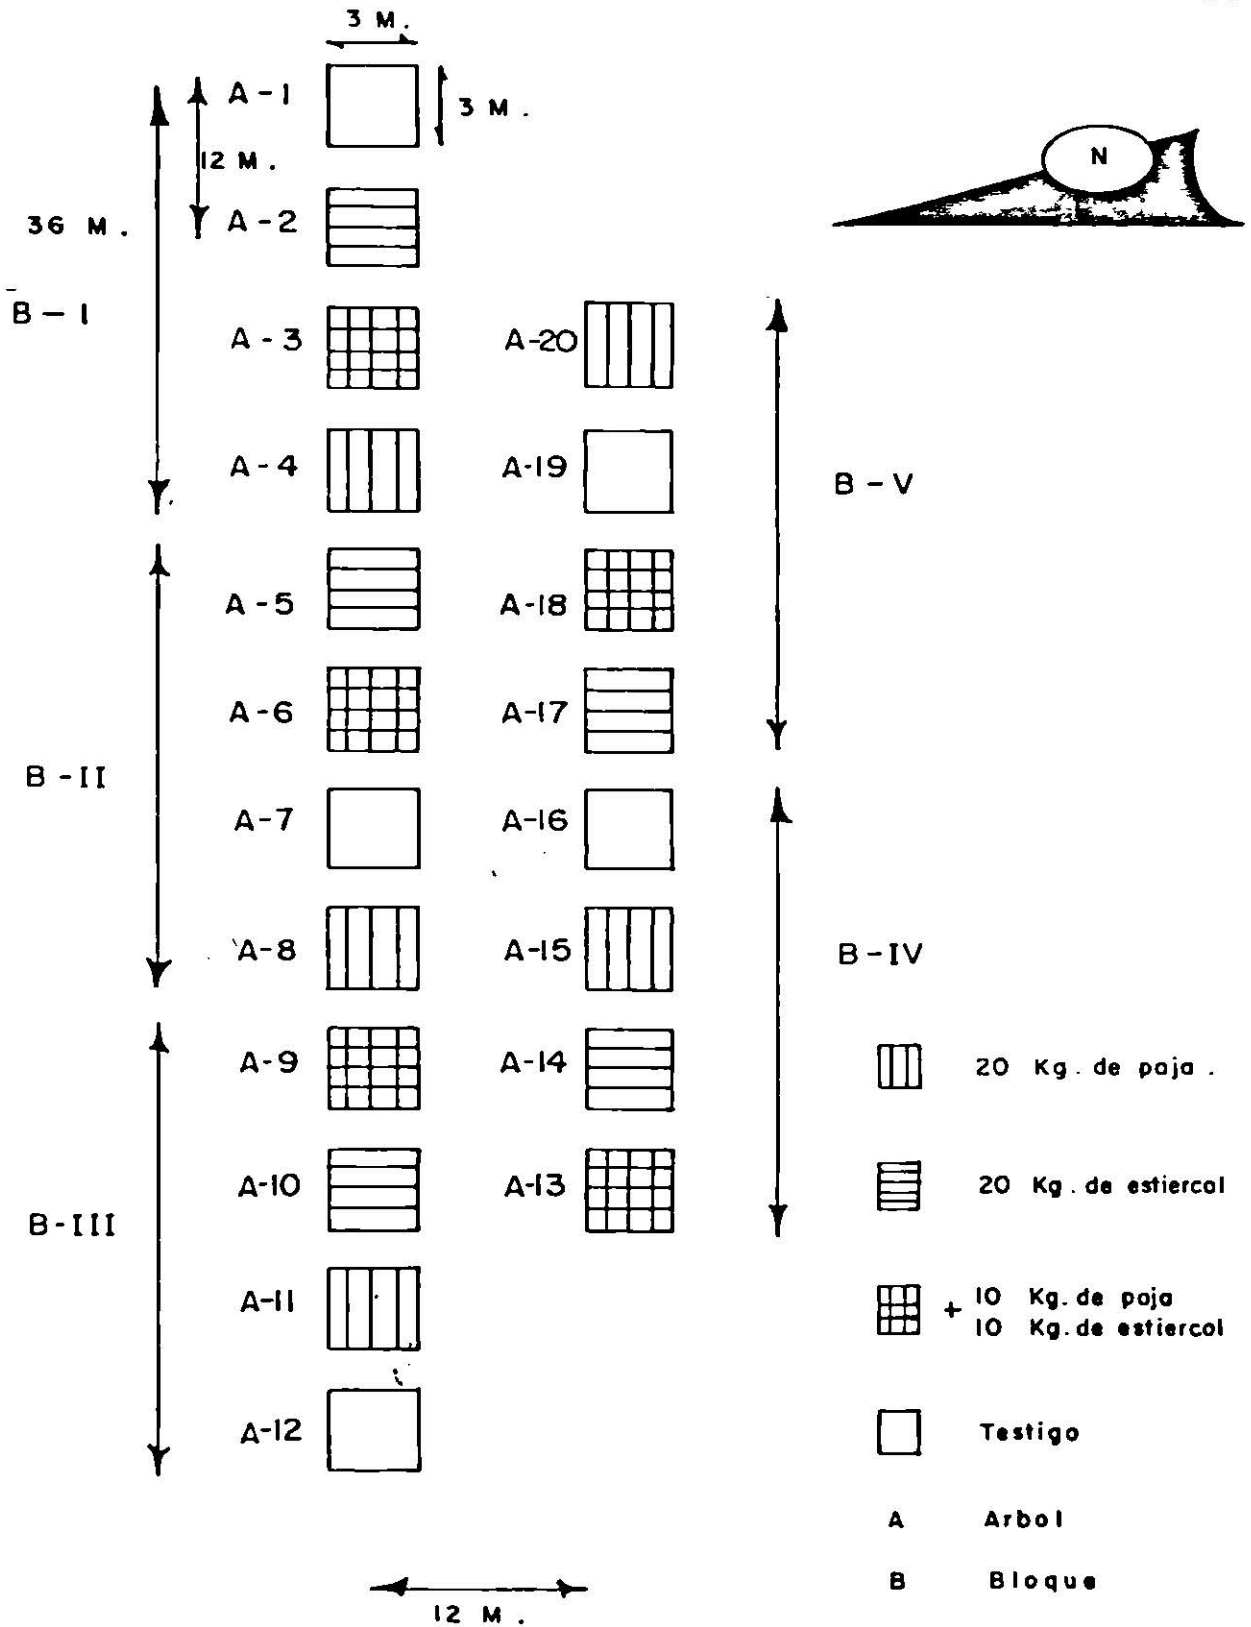 3 M.
A-1
3 M.
12 M.
N
A-2
36 M.
B-I
A-3
A-20
A-4
A-19
B-V
A-5
A-18
A-6
A-17
B-II
A-7
A-16
A-8
A-15
B-IV
A-9
A-14
20 Kg. de paja.
A-10
A-13
20 Kg. de estiercol
B-III
A-11
+ 10 Kg. de paja
10 Kg. de estiercol
A-12
Testigo
A Arbol
B Bloque
12 M.